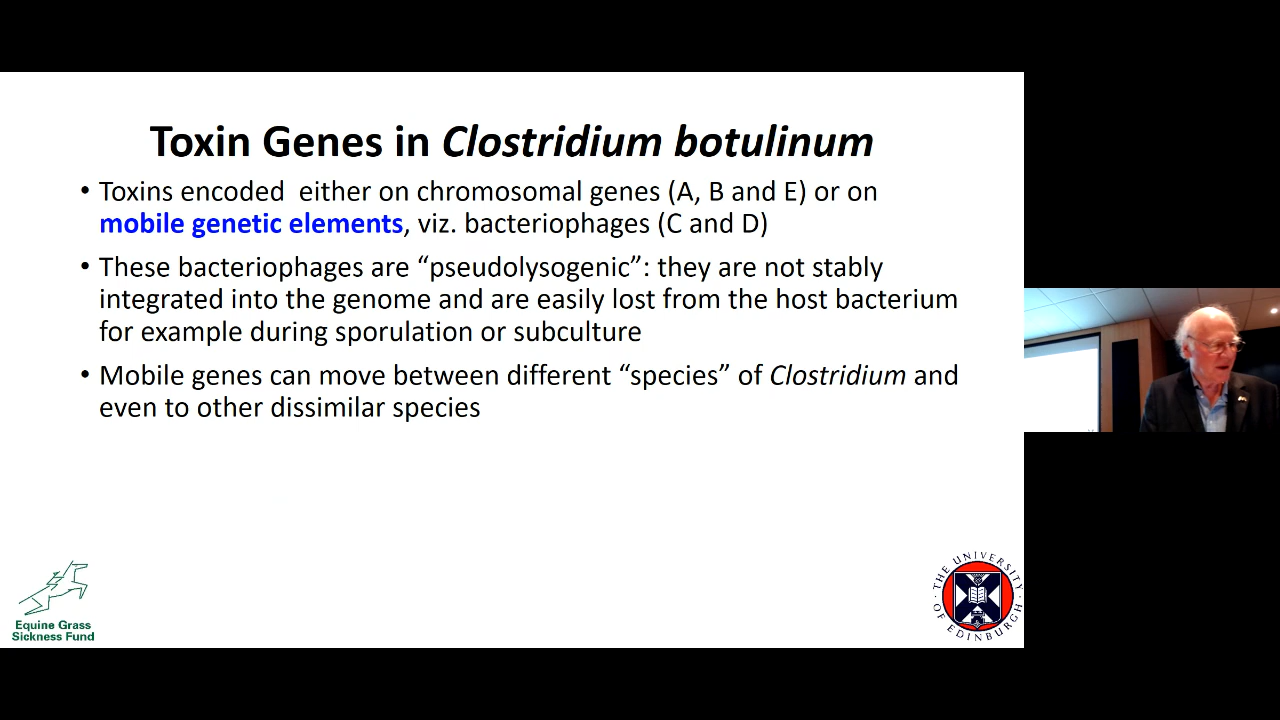 Toxin Genes in Clostridium botulinum
• Toxins encoded either on chromosomal genes (A, B and E) or on
mobile genetic elements, viz. bacteriophages (C and D)
• These bacteriophages are “pseudolysogenic”: they are not stably
integrated into the genome and are easily lost from the host bacterium
for example during sporulation or subculture
• Mobile genes can move between different “species” of Clostridium and
even to other dissimilar species
Equine Grass
Sickness Fund
THE UNIVERSITY
OF EDINBURGH